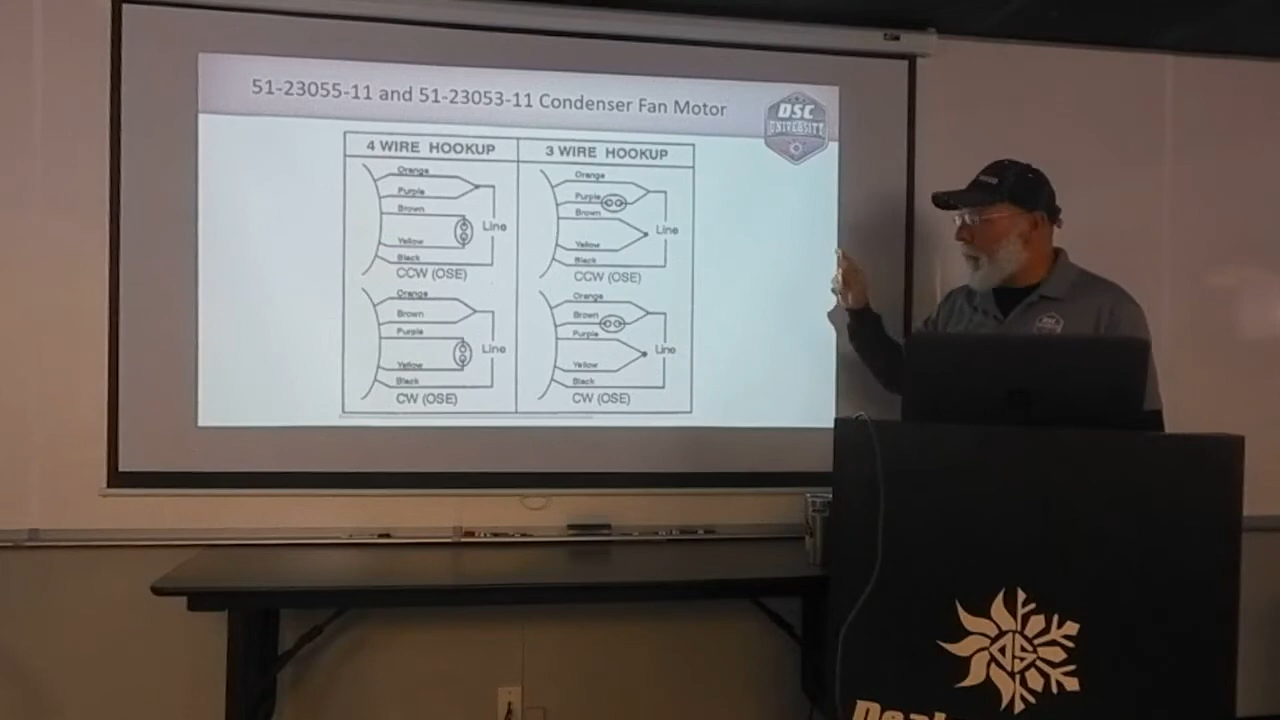 51-23055-11 and 51-23053-11 Condenser Fan Motor
DSC
UNIVERSITY
4 WIRE HOOKUP
Orange
Purple
Brown
Yellow
Black
Line
CCW (OSE)
Orange
Brown
Purple
Yellow
Black
Line
CW (OSE)
3 WIRE HOOKUP
Orange
Purple
Brown
Yellow
Black
Line
CCW (OSE)
Orange
Brown
Purple
Yellow
Black
Line
CW (OSE)
DS